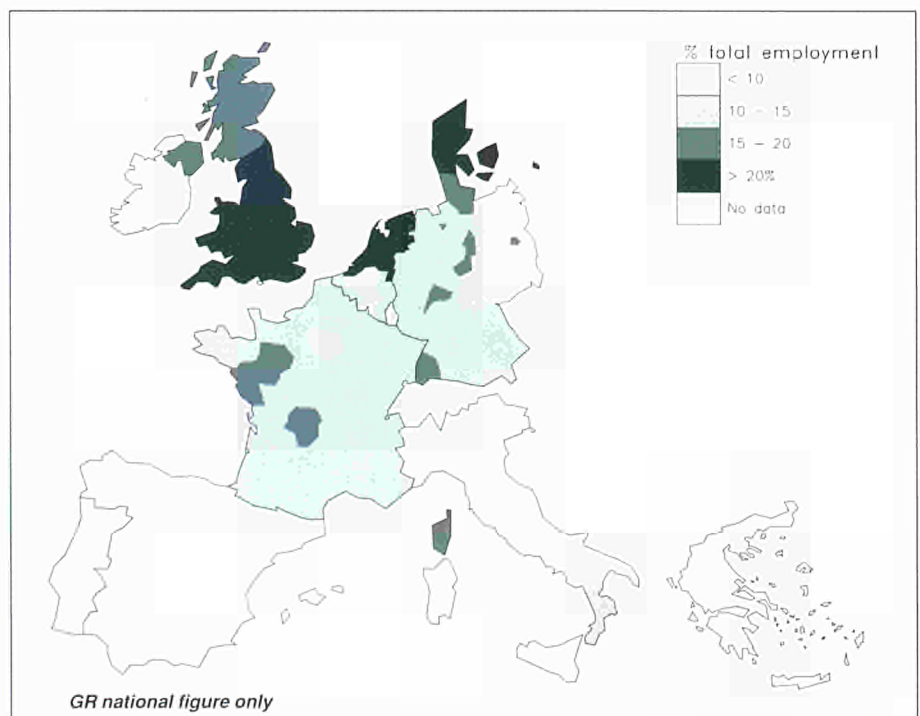 % total employment
< 10
10 - 15
15 - 20
> 20%
No data
GR national figure only